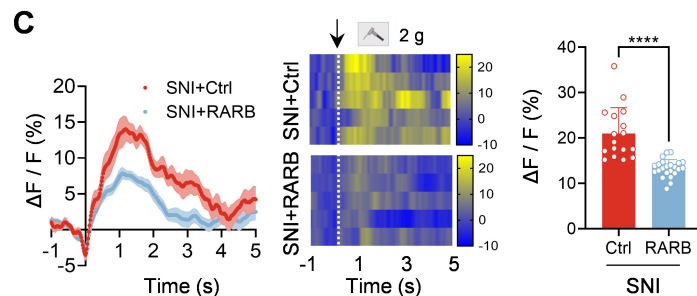 C
ΔF / F (%)
20
15
10
5
-5
-1
0
1
2
3
4
5
Time (s)
SNI+Ctrl
SNI+RARB
2 g
SNI+Ctrl
20
10
0
-10
SNI+RARB
20
10
0
-10
-1
1
3
5
Time (s)
ΔF / F (%)
40
30
20
10
0
****
Ctrl
RARB
SNI